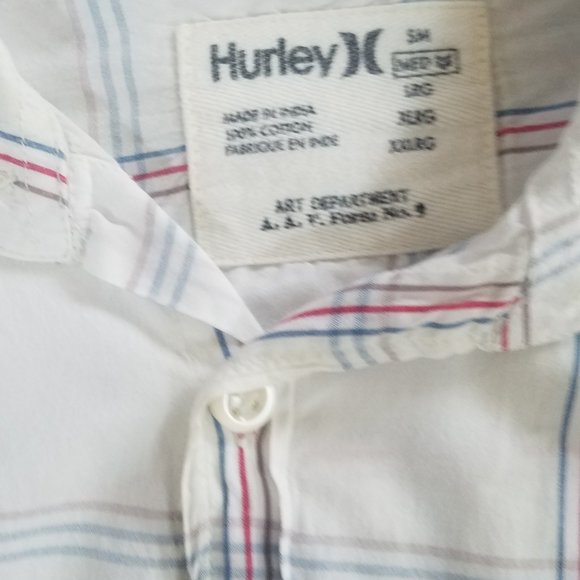 Hurley
SM
MED
LRG
XLRG
XXLRG
MADE IN INDIA
100% COTTON
FABRIQUE EN INDE
ART DEPARTMENT
A. A. F. Form No. 9